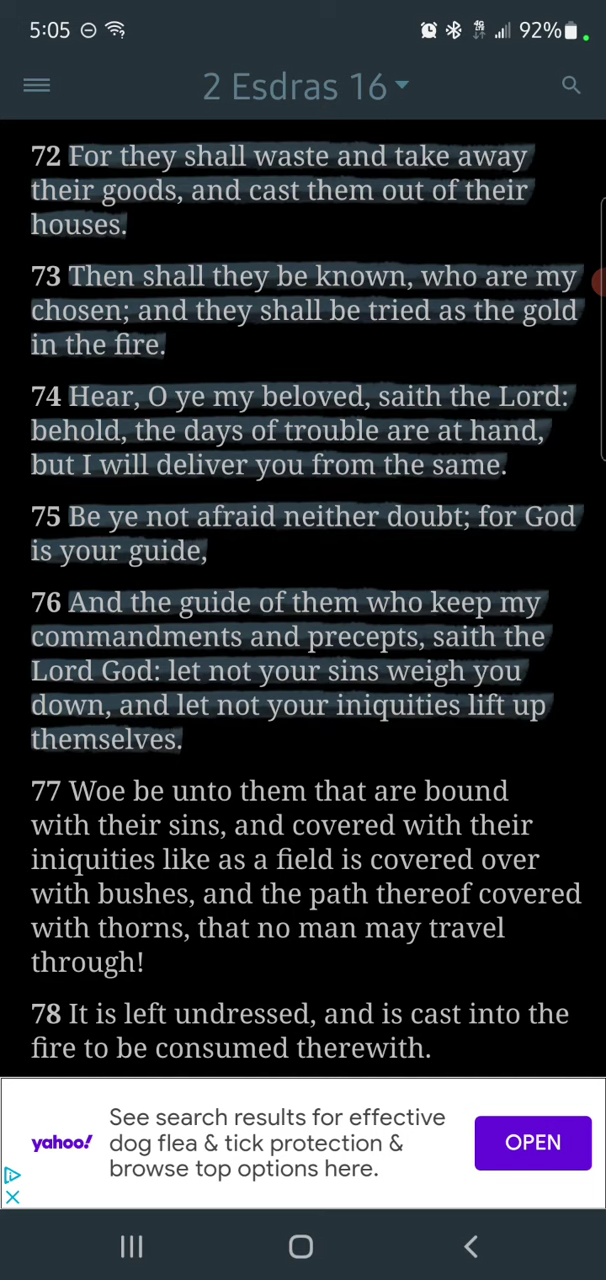 5:05 92%
2 Esdras 16
72 For they shall waste and take away
their goods, and cast them out of their
houses.
73 Then shall they be known, who are my
chosen; and they shall be tried as the gold
in the fire.
74 Hear, O ye my beloved, saith the Lord:
behold, the days of trouble are at hand,
but I will deliver you from the same.
75 Be ye not afraid neither doubt; for God
is your guide,
76 And the guide of them who keep my
commandments and precepts, saith the
Lord God: let not your sins weigh you
down, and let not your iniquities lift up
themselves.
77 Woe be unto them that are bound
with their sins, and covered with their
iniquities like as a field is covered over
with bushes, and the path thereof covered
with thorns, that no man may travel
through!
78 It is left undressed, and is cast into the
fire to be consumed therewith.
yahoo!
See search results for effective
dog flea & tick protection &
browse top options here.
OPEN